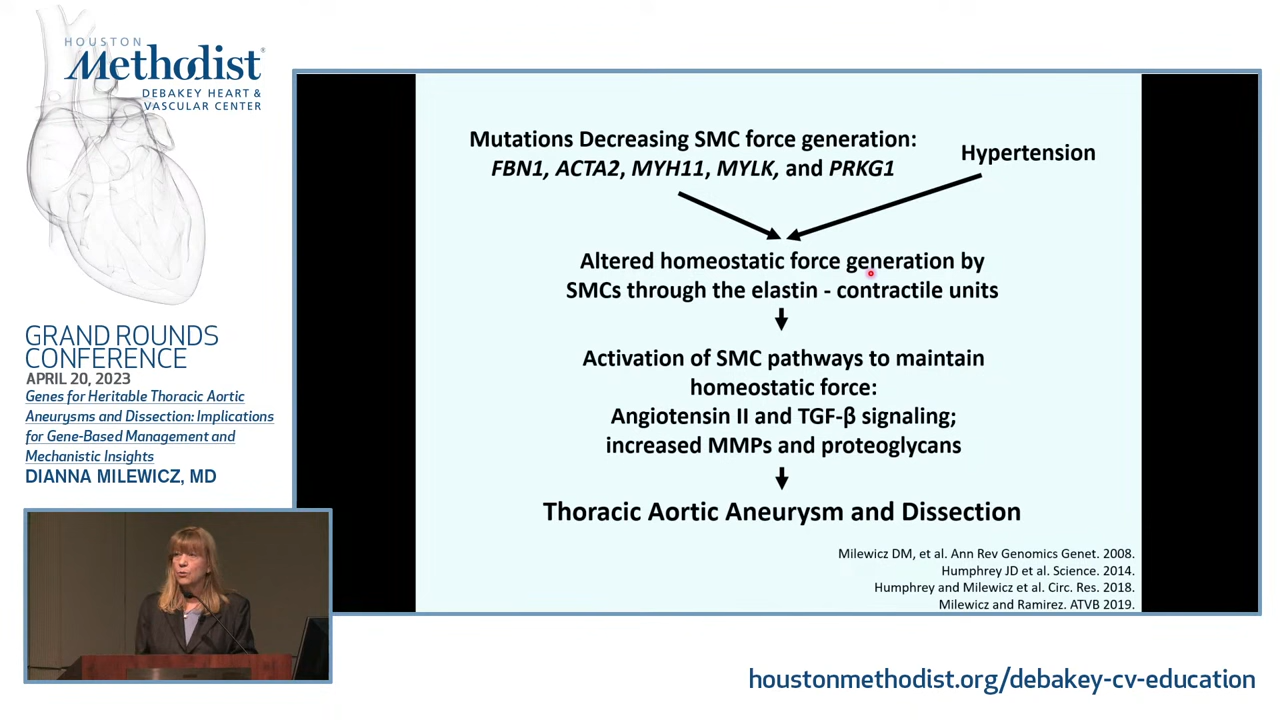 HOUSTON
Methodist®
DEBAKEY HEART &
VASCULAR CENTER
GRAND ROUNDS
CONFERENCE
APRIL 20, 2023
Genes for Heritable Thoracic Aortic
Aneurysms and Dissection: Implications
for Gene-Based Management and
Mechanistic Insights
DIANNA MILEWICZ, MD
Mutations Decreasing SMC force generation:
FBN1, ACTA2, MYH11, MYLK, and PRKG1
Hypertension
Altered homeostatic force generation by
SMCs through the elastin - contractile units
Activation of SMC pathways to maintain
homeostatic force:
Angiotensin II and TGF-β signaling;
increased MMPs and proteoglycans
Thoracic Aortic Aneurysm and Dissection
Milewicz DM, et al. Ann Rev Genomics Genet. 2008.
Humphrey JD et al. Science. 2014.
Humphrey and Milewicz et al. Circ. Res. 2018.
Milewicz and Ramirez. ATVB 2019.
houstonmethodist.org/debakey-cv-education